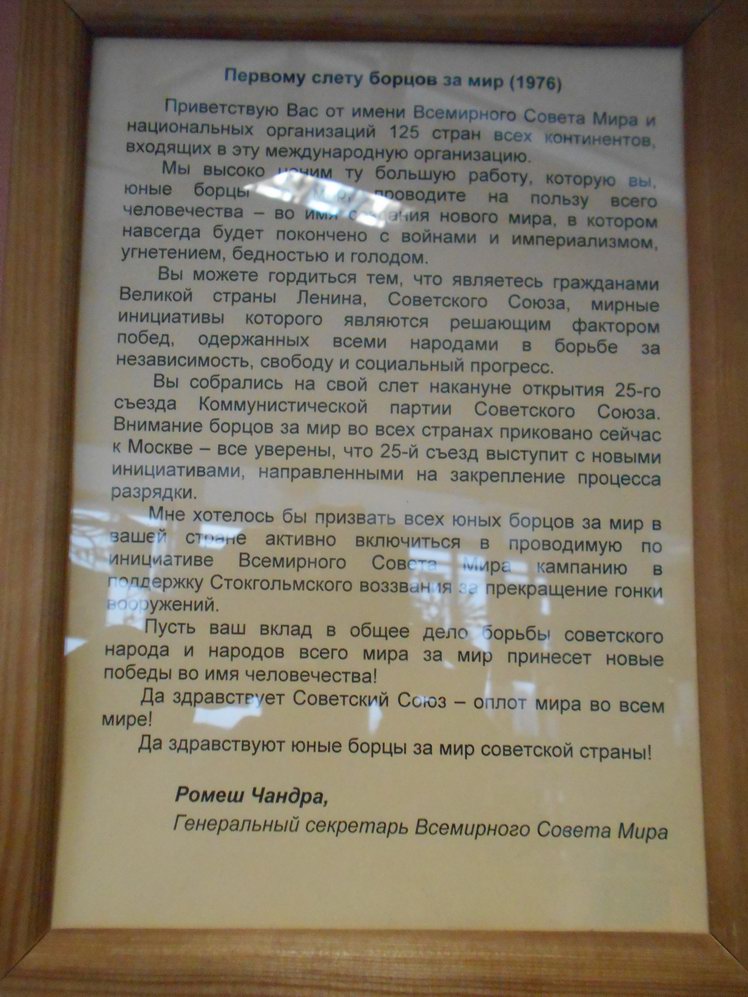 Первому слету борцов за мир (1976)
Приветствую Вас от имени Всемирного Совета Мира и
национальных организаций 125 стран всех континентов,
входящих в эту международную организацию.
Мы высоко ценим ту большую работу, которую вы,
юные борцы за мир, проводите на пользу всего
человечества – во имя создания нового мира, в котором
навсегда будет покончено с войнами и империализмом,
угнетением, бедностью и голодом.
Вы можете гордиться тем, что являетесь гражданами
Великой страны Ленина, Советского Союза, мирные
инициативы которого являются решающим фактором
побед, одержанных всеми народами в борьбе за
независимость, свободу и социальный прогресс.
Вы собрались на свой слет накануне открытия 25-го
съезда Коммунистической партии Советского Союза.
Внимание борцов за мир во всех странах приковано сейчас
к Москве – все уверены, что 25-й съезд выступит с новыми
инициативами, направленными на закрепление процесса
разрядки.
Мне хотелось бы призвать всех юных борцов за мир в
вашей стране активно включиться в проводимую по
инициативе Всемирного Совета Мира кампанию в
поддержку Стокгольмского воззвания за прекращение гонки
вооружений.
Пусть ваш вклад в общее дело борьбы советского
народа и народов всего мира за мир принесет новые
победы во имя человечества!
Да здравствует Советский Союз – оплот мира во всем
мире!
Да здравствуют юные борцы за мир советской страны!
Ромеш Чандра,
Генеральный секретарь Всемирного Совета Мира